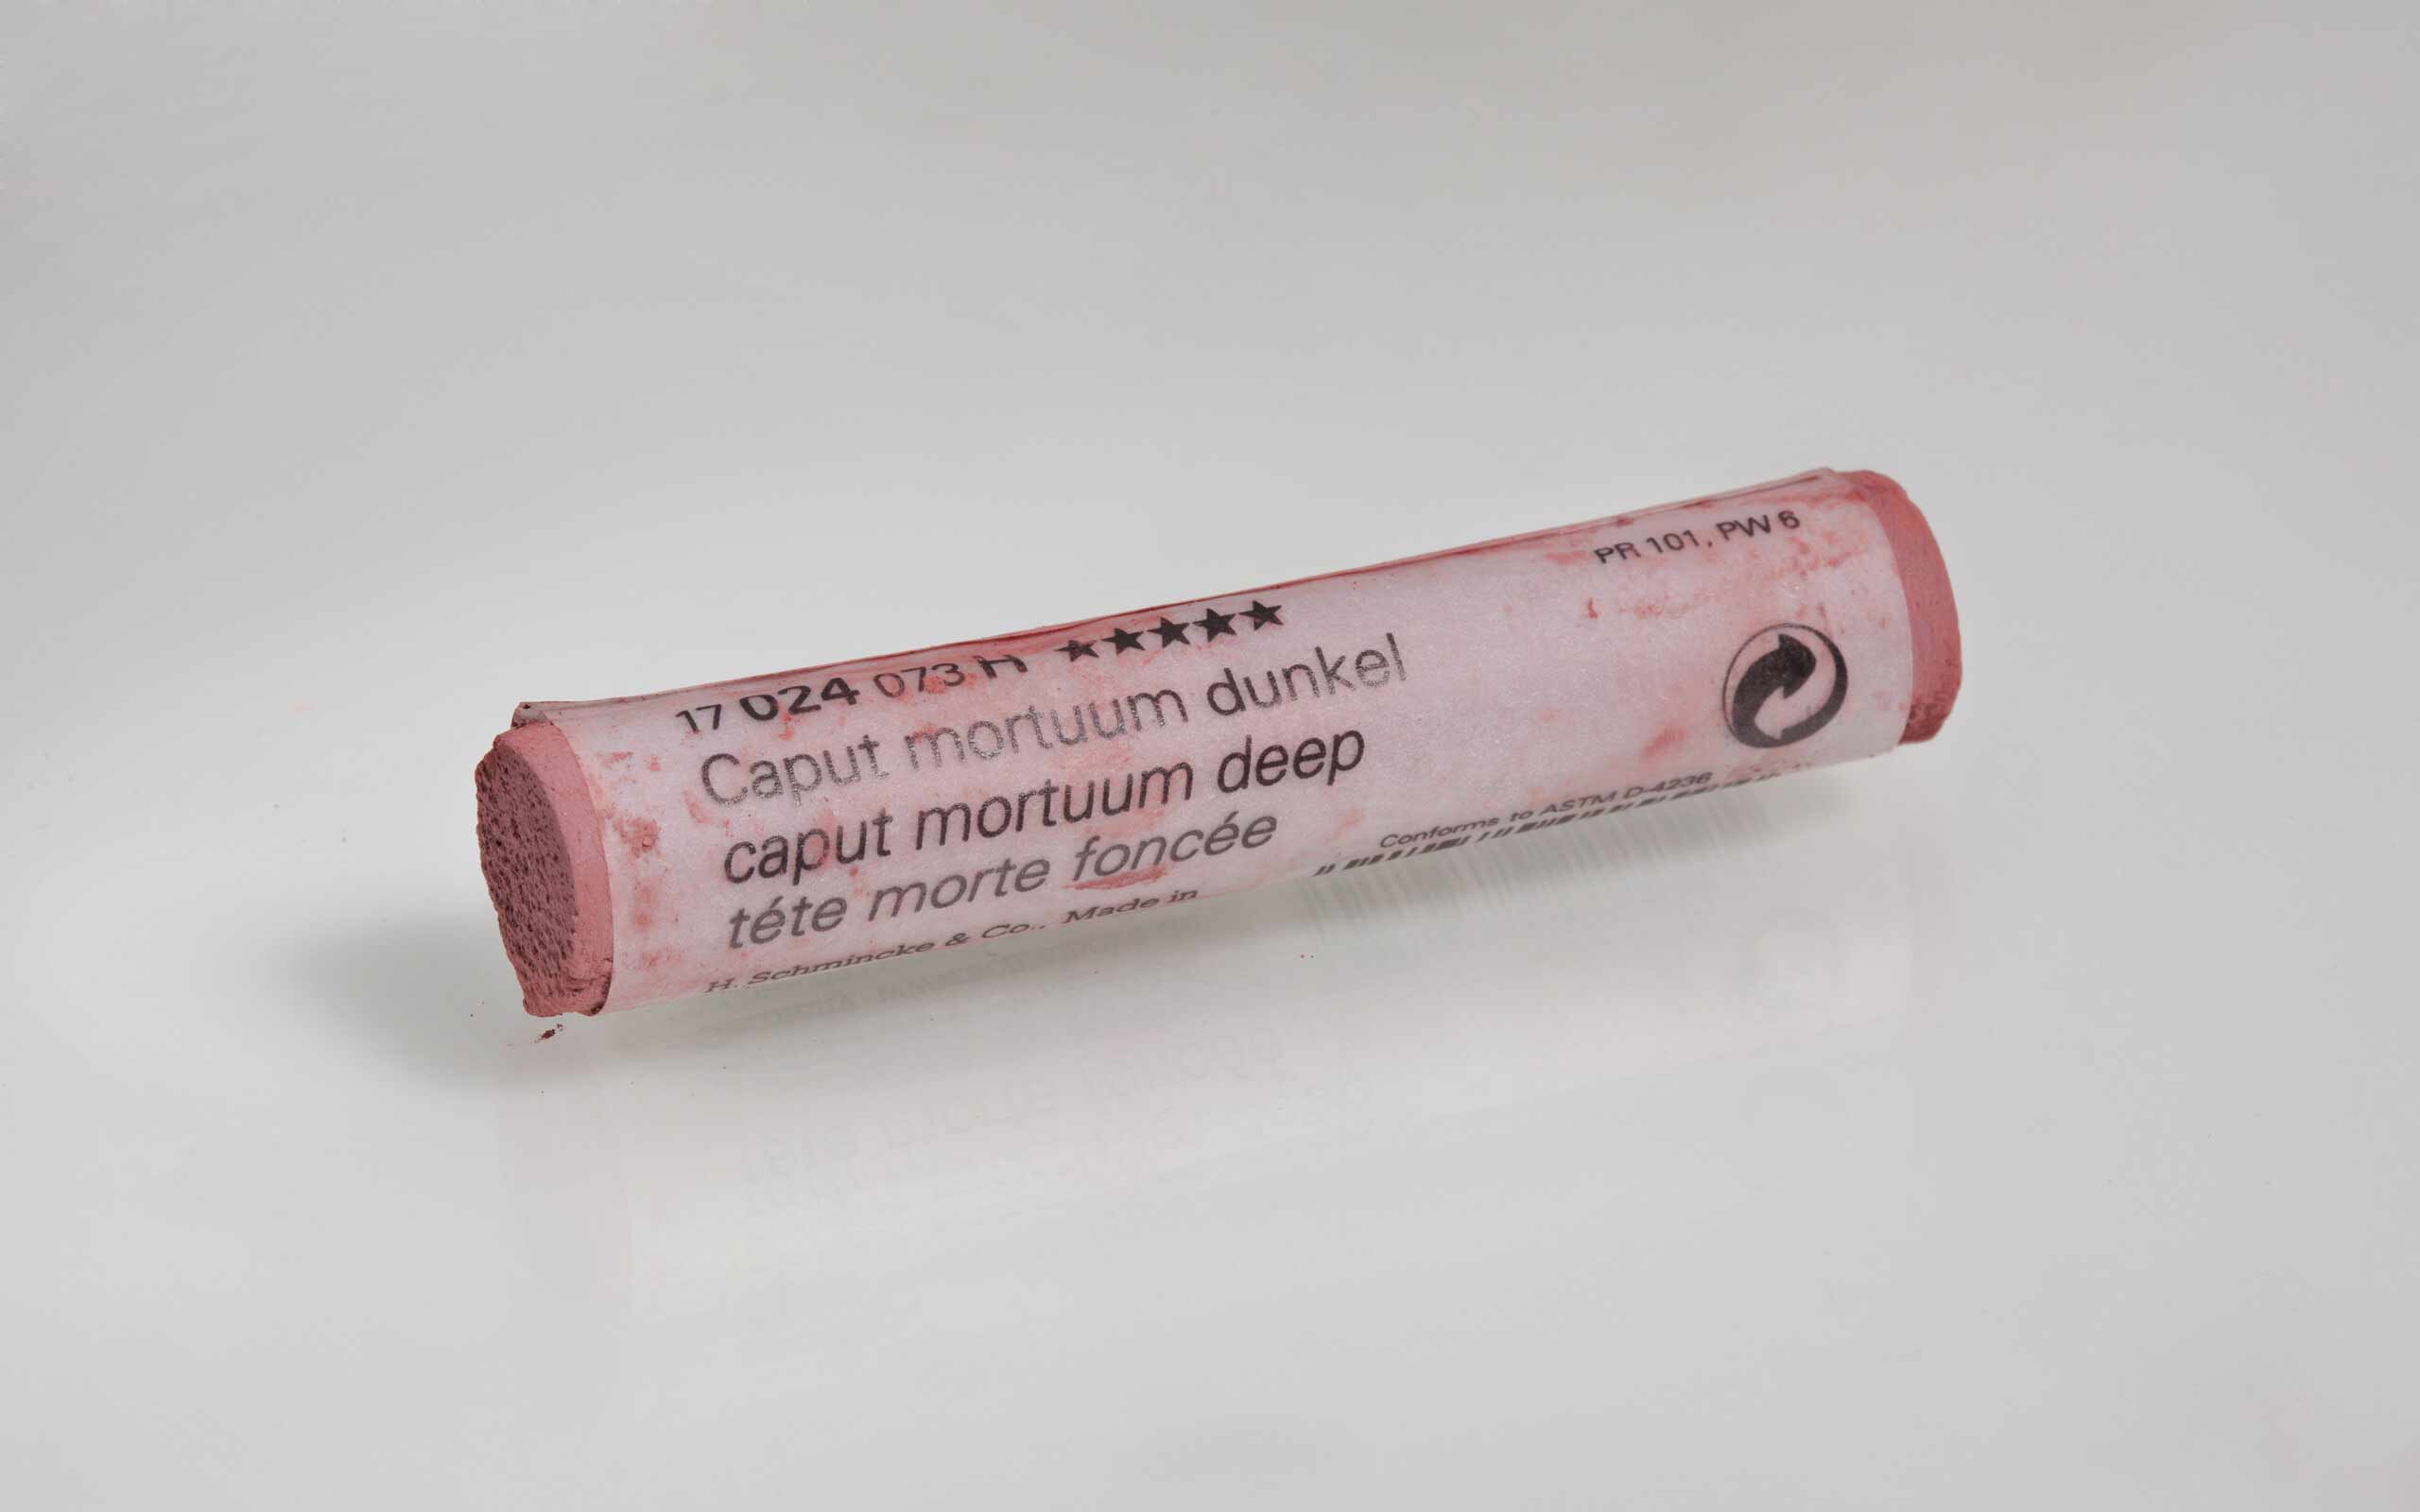 17 024 073 H ★★★★★
PR 101, PW 6
Caput mortuum dunkel
caput mortuum deep
téte morte foncée
Conforms to ASTM D-4236
H. Schmincke & Co., Made in